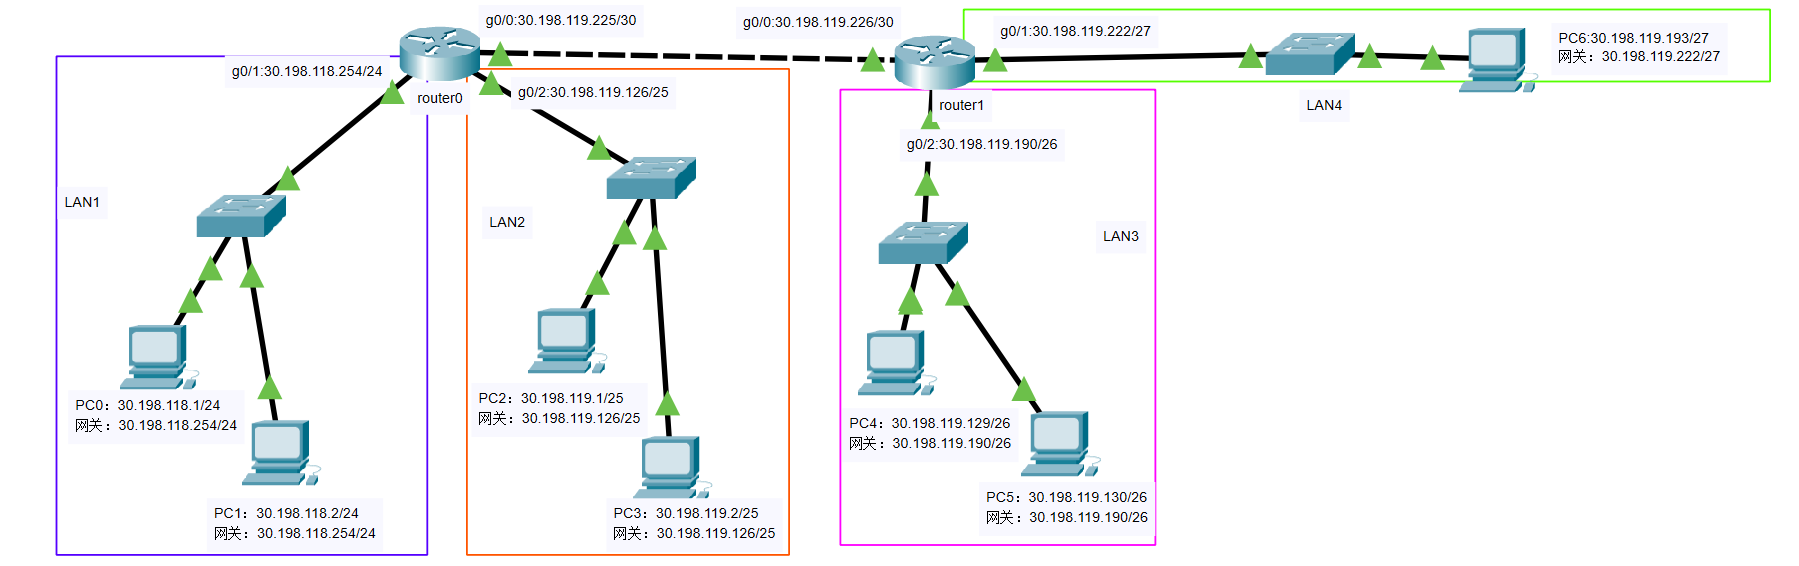 g0/0:30.198.119.225/30
g0/0:30.198.119.226/30
g0/1:30.198.119.222/27
PC6:30.198.119.193/27
网关：30.198.119.222/27
g0/1:30.198.118.254/24
router0
g0/2:30.198.119.126/25
router1
LAN4
g0/2:30.198.119.190/26
LAN1
LAN2
LAN3
PC0：30.198.118.1/24
网关：30.198.118.254/24
PC2：30.198.119.1/25
网关：30.198.119.126/25
PC4：30.198.119.129/26
网关：30.198.119.190/26
PC1：30.198.118.2/24
网关：30.198.118.254/24
PC3：30.198.119.2/25
网关：30.198.119.126/25
PC5：30.198.119.130/26
网关：30.198.119.190/26